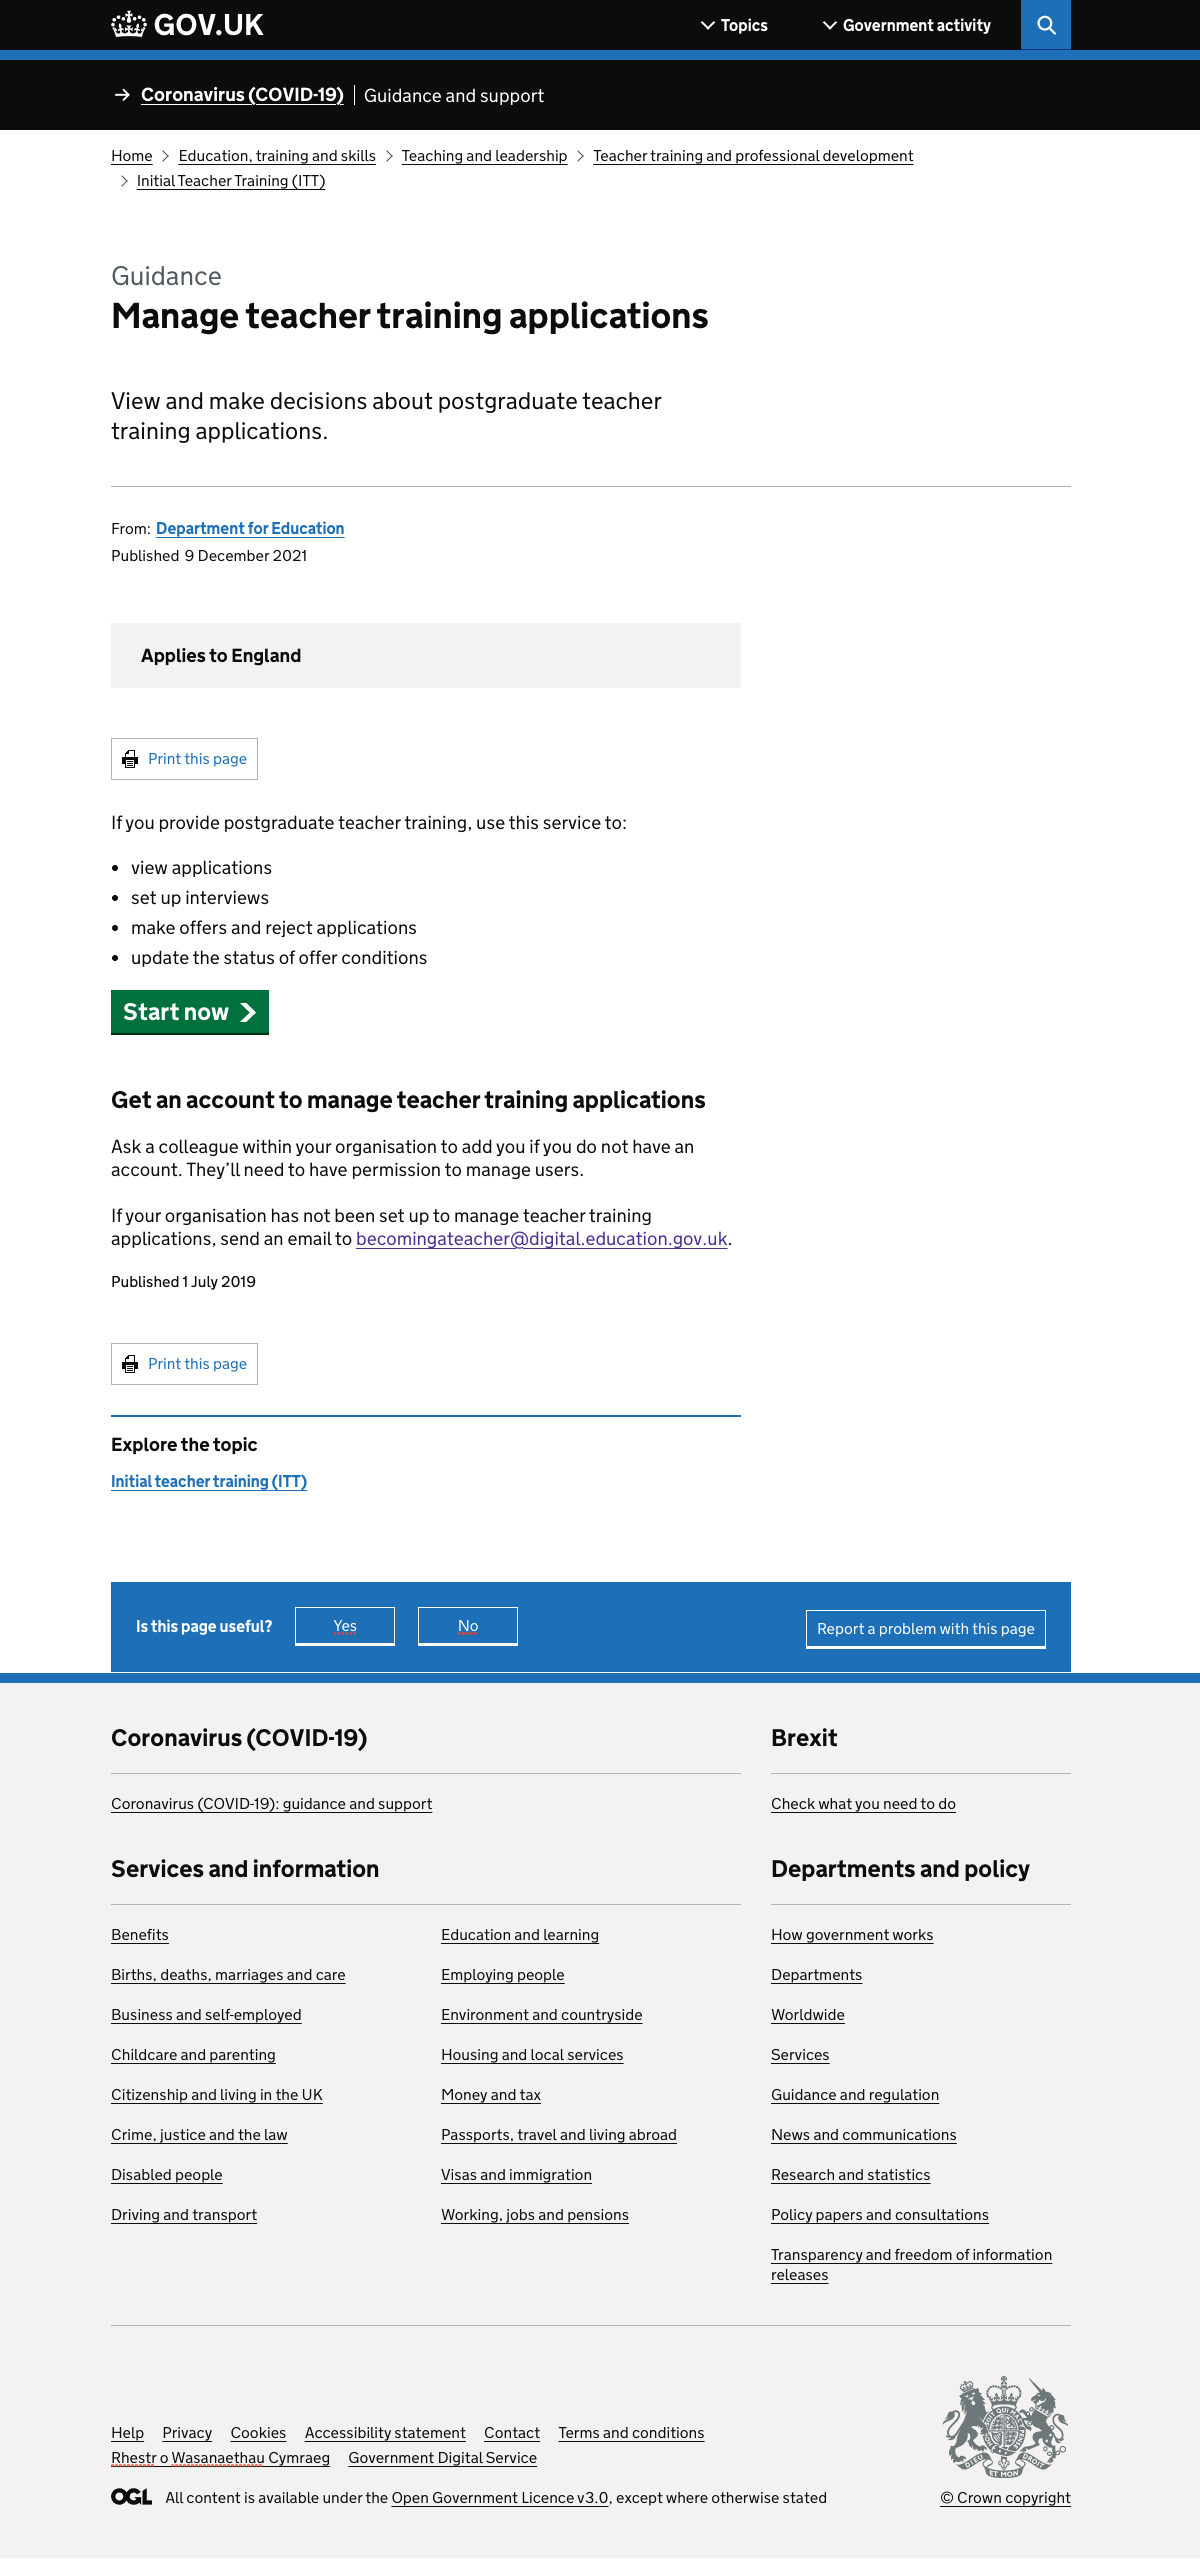 GOV.UK
Topics
Government activity
Coronavirus (COVID-19)
Guidance and support
Home
Education, training and skills
Teaching and leadership
Teacher training and professional development
Initial Teacher Training (ITT)
Guidance
Manage teacher training applications
View and make decisions about postgraduate teacher
training applications.
From: Department for Education
Published 9 December 2021
Applies to England
Print this page
If you provide postgraduate teacher training, use this service to:
• view applications
• set up interviews
• make offers and reject applications
• update the status of offer conditions
Start now
Get an account to manage teacher training applications
Ask a colleague within your organisation to add you if you do not have an
account. They’ll need to have permission to manage users.
If your organisation has not been set up to manage teacher training
applications, send an email to becomingateacher@digital.education.gov.uk.
Published 1 July 2019
Print this page
Explore the topic
Initial teacher training (ITT)
Is this page useful?
Yes
No
Report a problem with this page
Coronavirus (COVID-19)
Coronavirus (COVID-19): guidance and support
Brexit
Check what you need to do
Services and information
Benefits
Births, deaths, marriages and care
Business and self-employed
Childcare and parenting
Citizenship and living in the UK
Crime, justice and the law
Disabled people
Driving and transport
Education and learning
Employing people
Environment and countryside
Housing and local services
Money and tax
Passports, travel and living abroad
Visas and immigration
Working, jobs and pensions
Departments and policy
How government works
Departments
Worldwide
Services
Guidance and regulation
News and communications
Research and statistics
Policy papers and consultations
Transparency and freedom of information
releases
Help
Privacy
Cookies
Accessibility statement
Contact
Terms and conditions
Rhestr o Wasanaethau Cymraeg
Government Digital Service
OGL
All content is available under the Open Government Licence v3.0, except where otherwise stated
DIEU ET MON DROIT
© Crown copyright